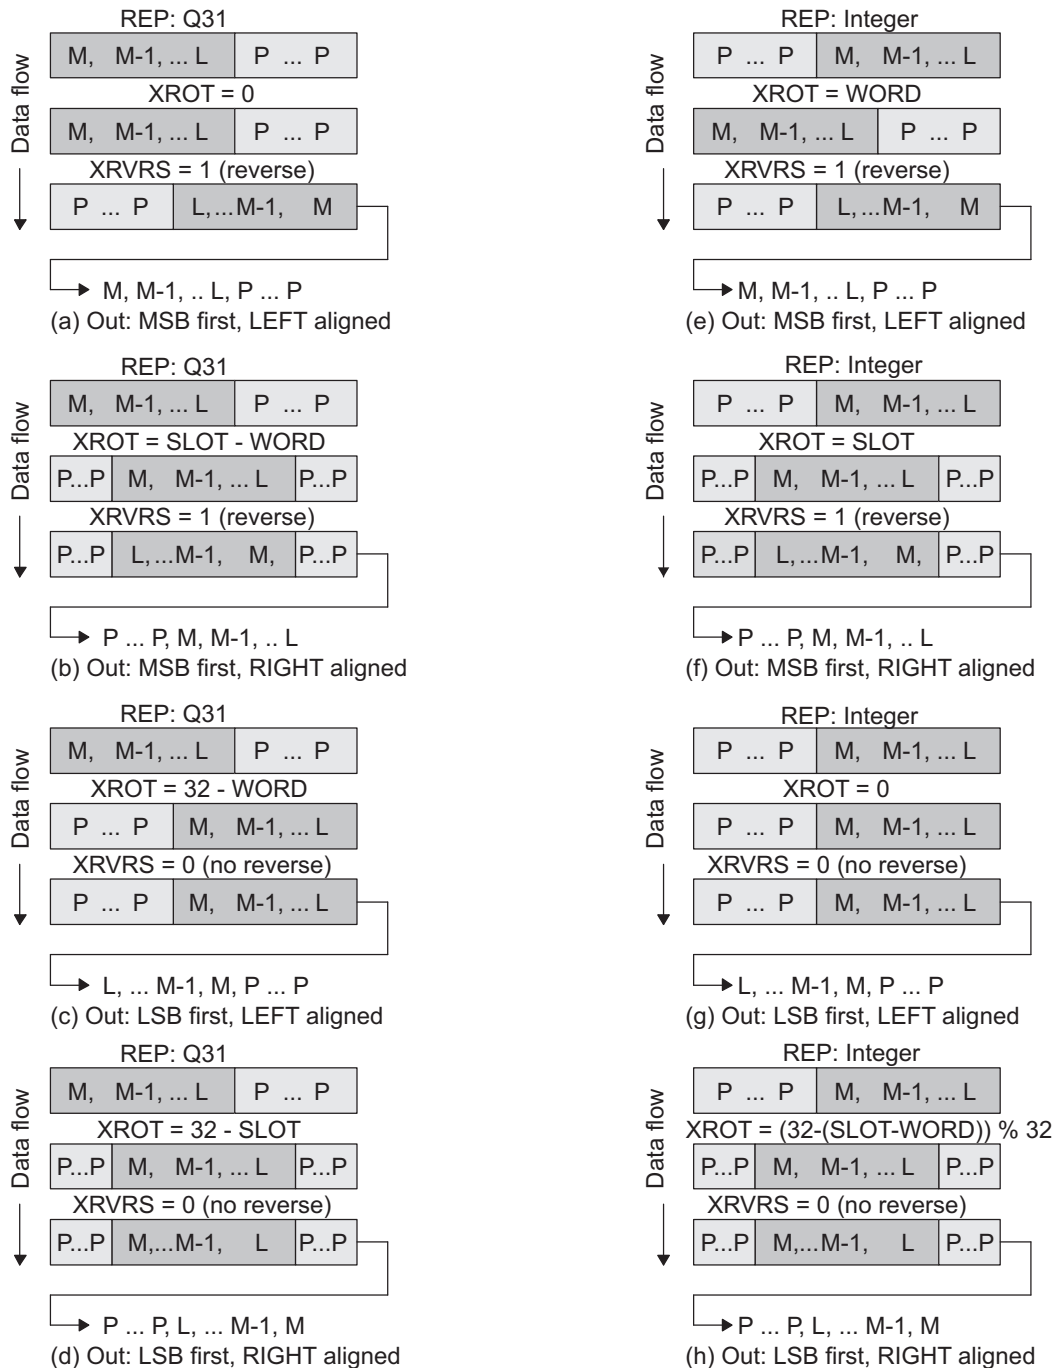 REP: Q31
M, M-1, ... L P ... P
XROT = 0
M, M-1, ... L P ... P
XRVRS = 1 (reverse)
P ... P L,...M-1, M
Data flow
M, M-1, .. L, P ... P
(a) Out: MSB first, LEFT aligned
REP: Q31
M, M-1, ... L P ... P
XROT = SLOT - WORD
P...P M, M-1, ... L P...P
XRVRS = 1 (reverse)
P...P L,...M-1, M, P...P
Data flow
P ... P, M, M-1, .. L
(b) Out: MSB first, RIGHT aligned
REP: Q31
M, M-1, ... L P ... P
XROT = 32 - WORD
P ... P M, M-1, ... L
XRVRS = 0 (no reverse)
P ... P M, M-1, ... L
Data flow
L, ... M-1, M, P ... P
(c) Out: LSB first, LEFT aligned
REP: Q31
M, M-1, ... L P ... P
XROT = 32 - SLOT
P...P M, M-1, ... L P...P
XRVRS = 0 (no reverse)
P...P M,...M-1, L P...P
Data flow
P ... P, L, ... M-1, M
(d) Out: LSB first, RIGHT aligned
REP: Integer
P ... P M, M-1, ... L
XROT = WORD
M, M-1, ... L P ... P
XRVRS = 1 (reverse)
P ... P L,...M-1, M
Data flow
M, M-1, .. L, P ... P
(e) Out: MSB first, LEFT aligned
REP: Integer
P ... P M, M-1, ... L
XROT = SLOT
P...P M, M-1, ... L P...P
XRVRS = 1 (reverse)
P...P L,...M-1, M, P...P
Data flow
P ... P, M, M-1, .. L
(f) Out: MSB first, RIGHT aligned
REP: Integer
P ... P M, M-1, ... L
XROT = 0
P ... P M, M-1, ... L
XRVRS = 0 (no reverse)
P ... P M, M-1, ... L
Data flow
L, ... M-1, M, P ... P
(g) Out: LSB first, LEFT aligned
REP: Integer
P ... P M, M-1, ... L
XROT = (32-(SLOT-WORD)) % 32
P...P M, M-1, ... L P...P
XRVRS = 0 (no reverse)
P...P M,...M-1, L P...P
Data flow
P ... P, L, ... M-1, M
(h) Out: LSB first, RIGHT aligned